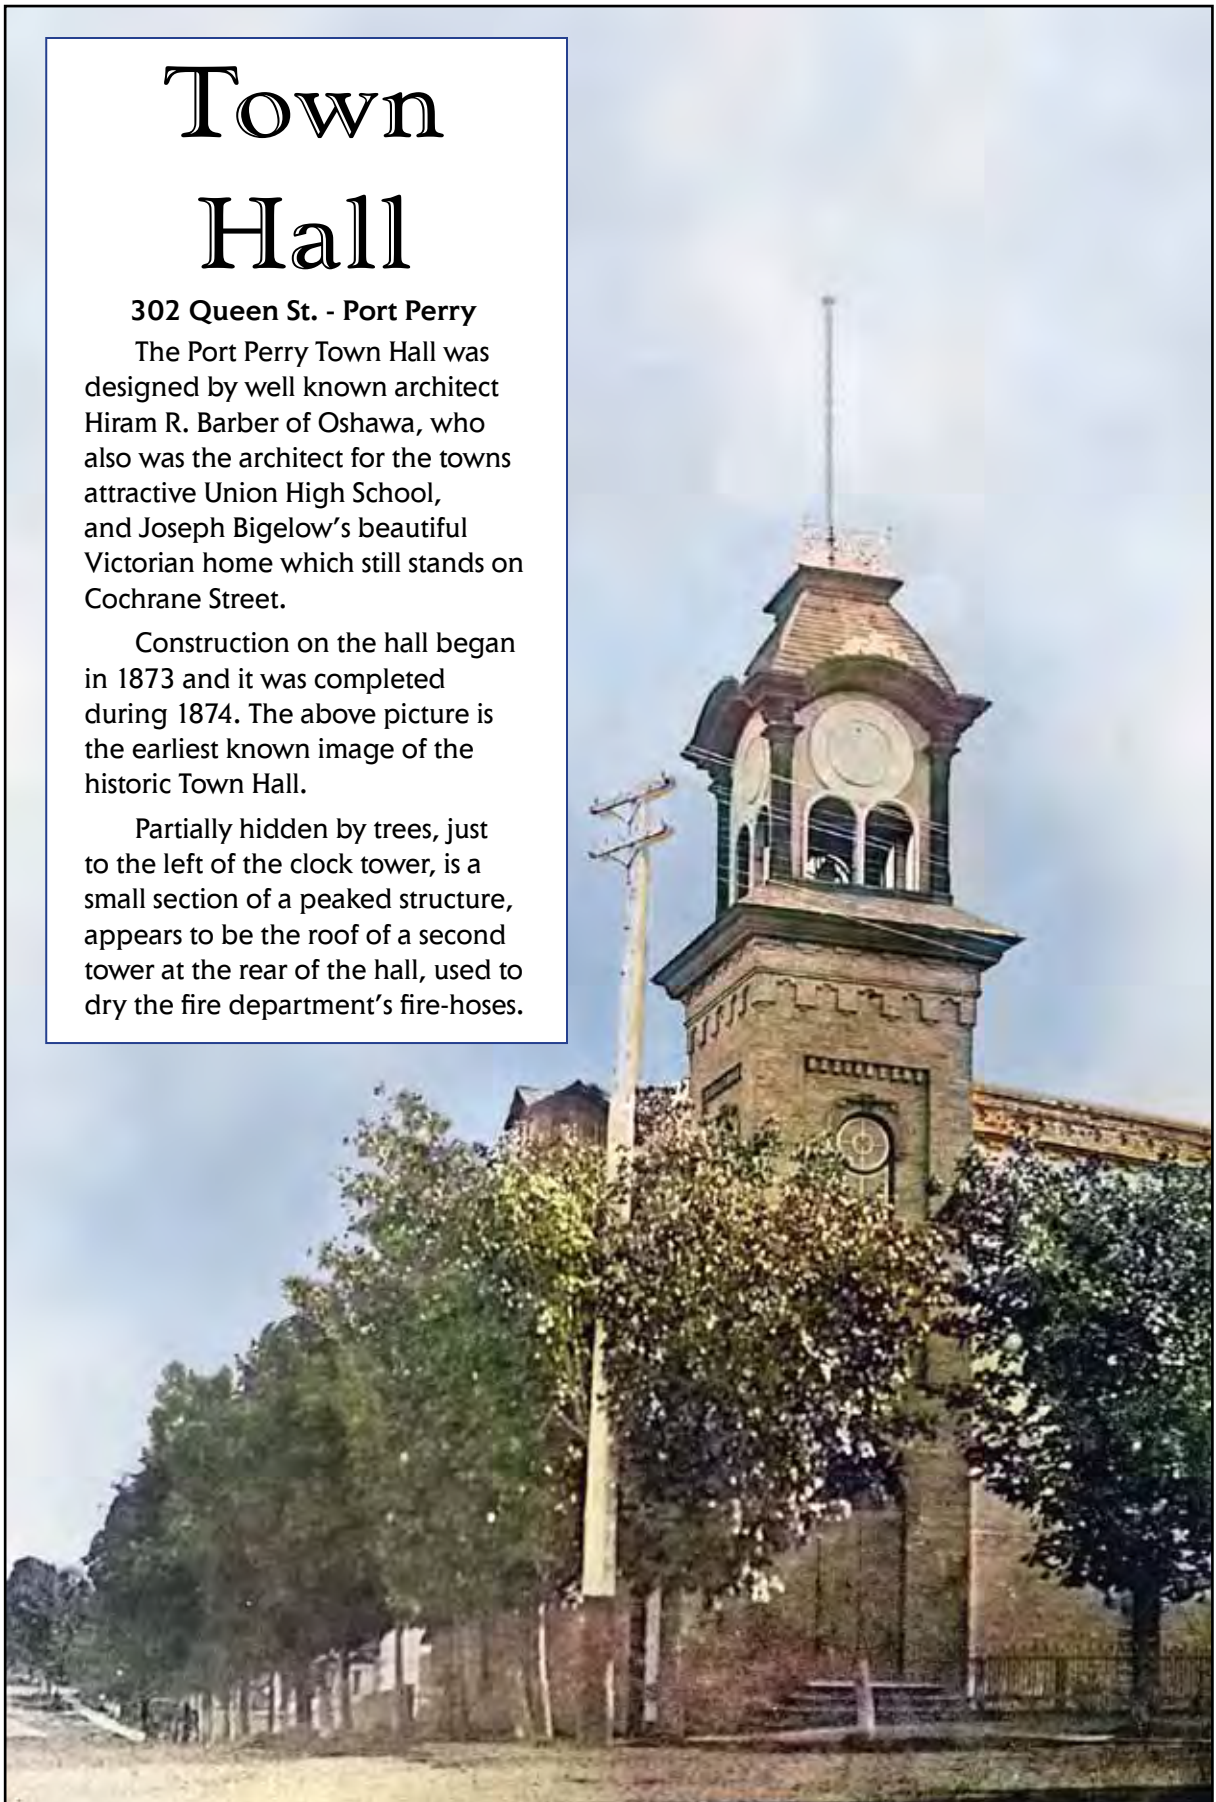 Town
Hall
302 Queen St. - Port Perry
The Port Perry Town Hall was
designed by well known architect
Hiram R. Barber of Oshawa, who
also was the architect for the towns
attractive Union High School,
and Joseph Bigelow's beautiful
Victorian home which still stands on
Cochrane Street.
Construction on the hall began
in 1873 and it was completed
during 1874. The above picture is
the earliest known image of the
historic Town Hall.
Partially hidden by trees, just
to the left of the clock tower, is a
small section of a peaked structure,
appears to be the roof of a second
tower at the rear of the hall, used to
dry the fire department's fire-hoses.